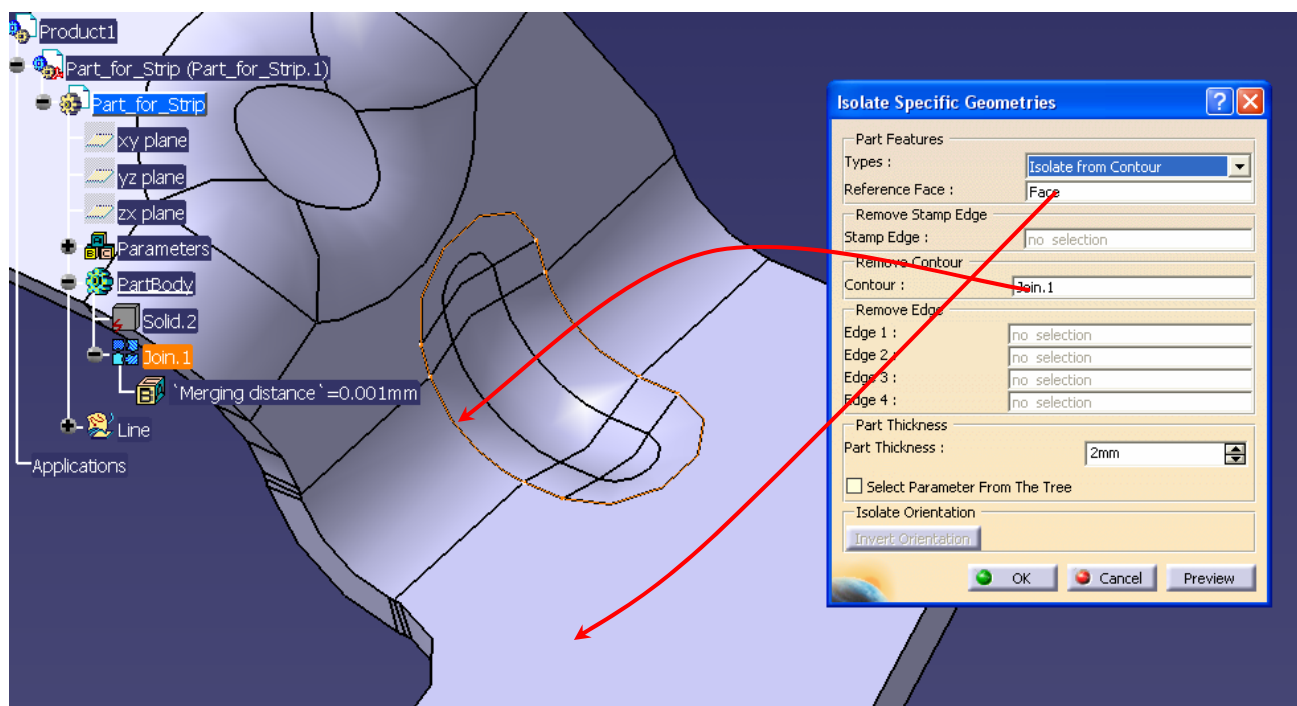 Product1
Part_for_Strip (Part_for_Strip.1)
Part_for_Strip
xy plane
yz plane
zx plane
Parameters
PartBody
Solid.2
Join.1
`Merging distance`=0.001mm
Line
Applications
Isolate Specific Geometries
Part Features
Types :
Isolate from Contour
Reference Face :
Face
Remove Stamp Edge
Stamp Edge :
no selection
Remove Contour
Contour :
Join.1
Remove Edge
Edge 1 :
no selection
Edge 2 :
no selection
Edge 3 :
no selection
Edge 4 :
no selection
Part Thickness
Part Thickness :
2mm
Select Parameter From The Tree
Isolate Orientation
Invert Orientation
OK
Cancel
Preview